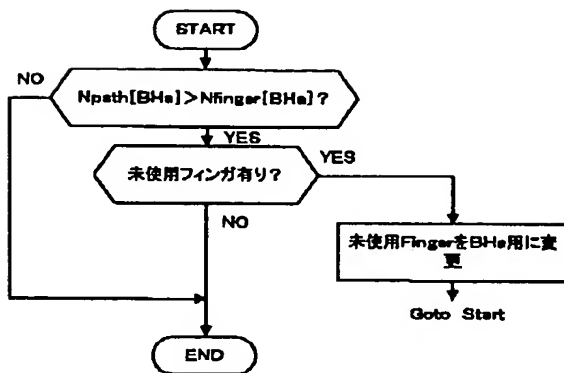 START
NO
Npath[BHs]>Nfinger[BHs]?
YES
未使用フィンガ有り?
YES
NO
未使用FingerをBHs用に変
更
Goto Start
END